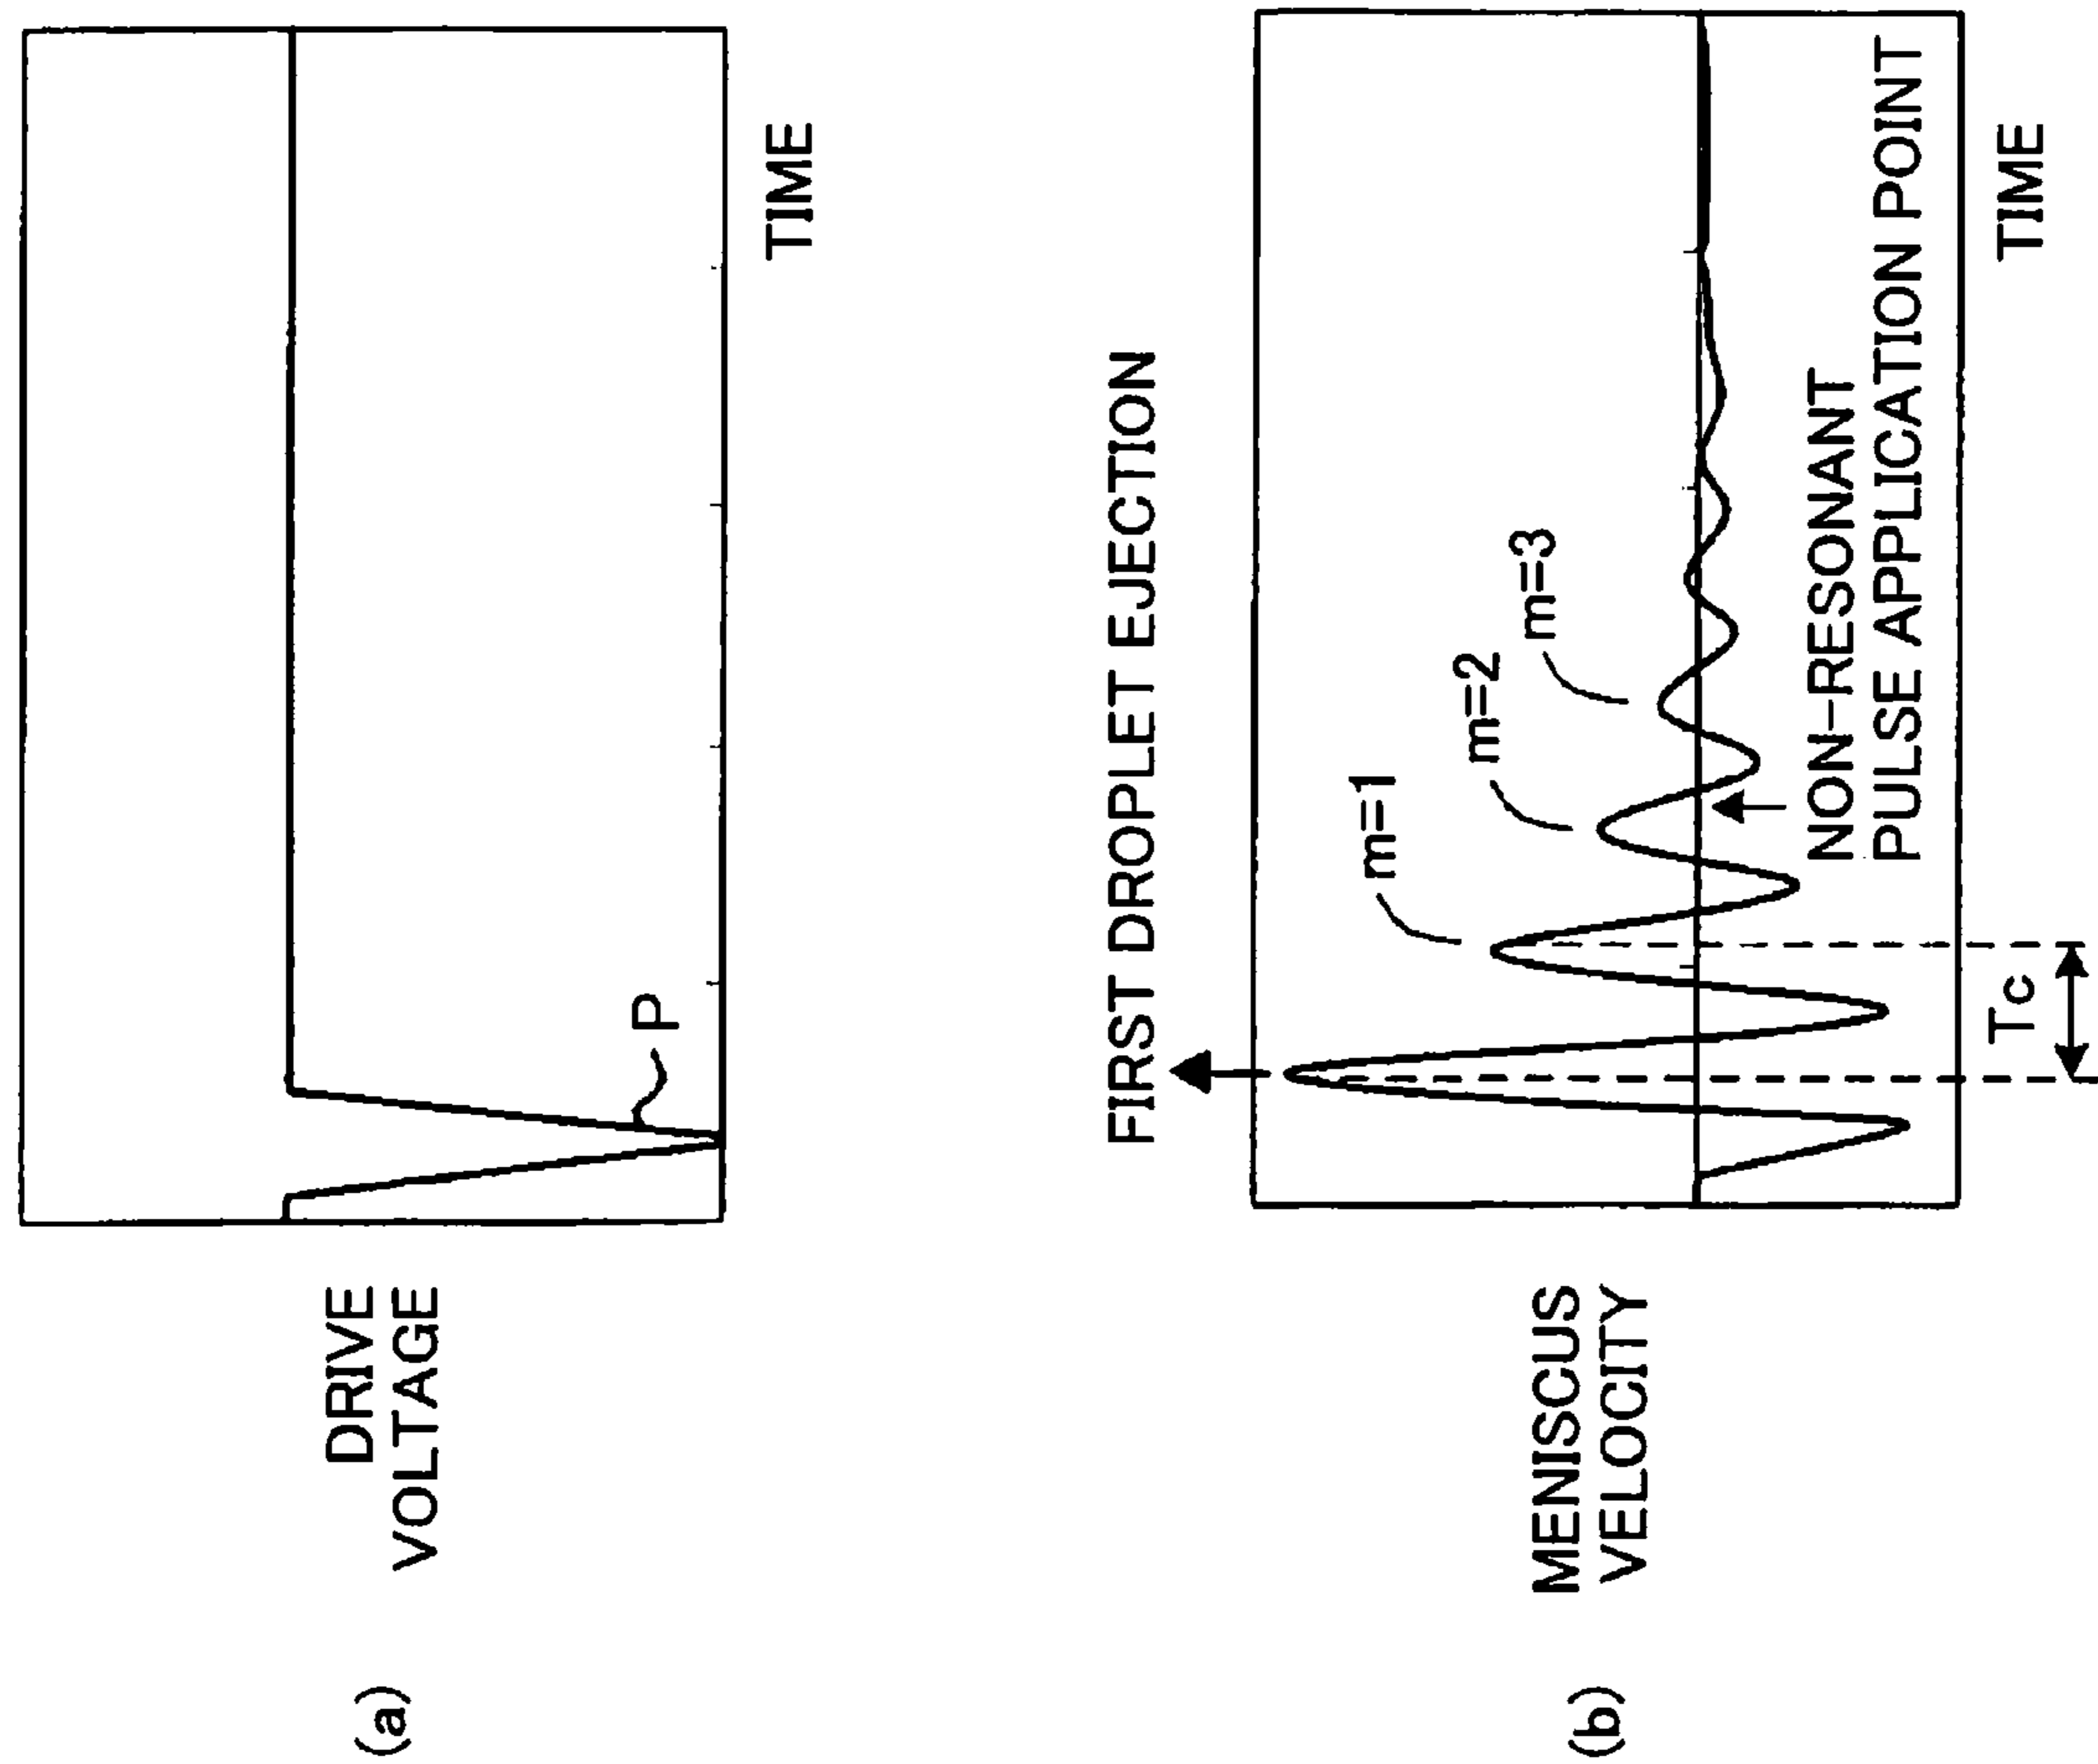 (a)
DRIVE
VOLTAGE
P
TIME
(b)
MENISCUS
VELOCITY
FIRST DROPLET EJECTION
m=1
m=2
m=3
NON-RESONANT
PULSE APPLICATION POINT
Tc
TIME